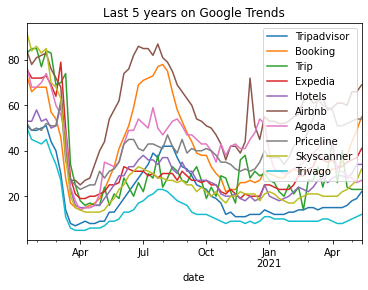 Last 5 years on Google Trends
80
60
40
20
Tripadvisor
Booking
Trip
Expedia
Hotels
Airbnb
Agoda
Priceline
Skyscanner
Trivago
Apr
Jul
Oct
Jan
2021
Apr
date